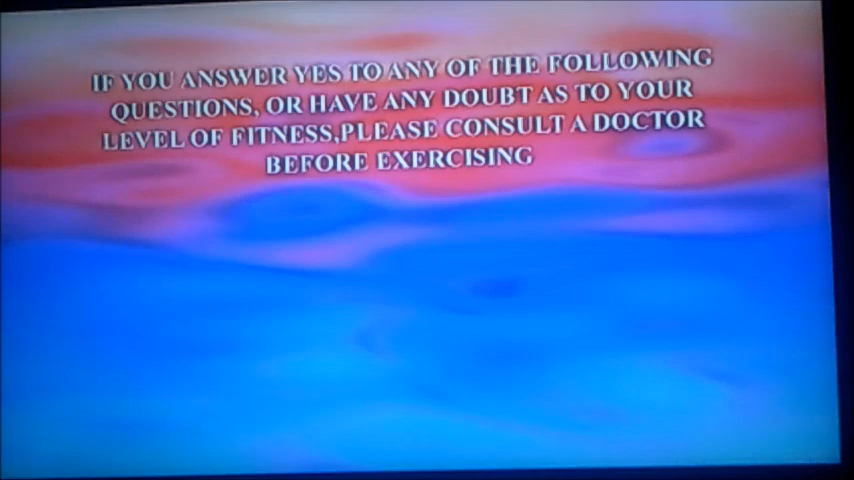 IF YOU ANSWER YES TO ANY OF THE FOLLOWING
QUESTIONS, OR HAVE ANY DOUBT AS TO YOUR
LEVEL OF FITNESS,PLEASE CONSULT A DOCTOR
BEFORE EXERCISING